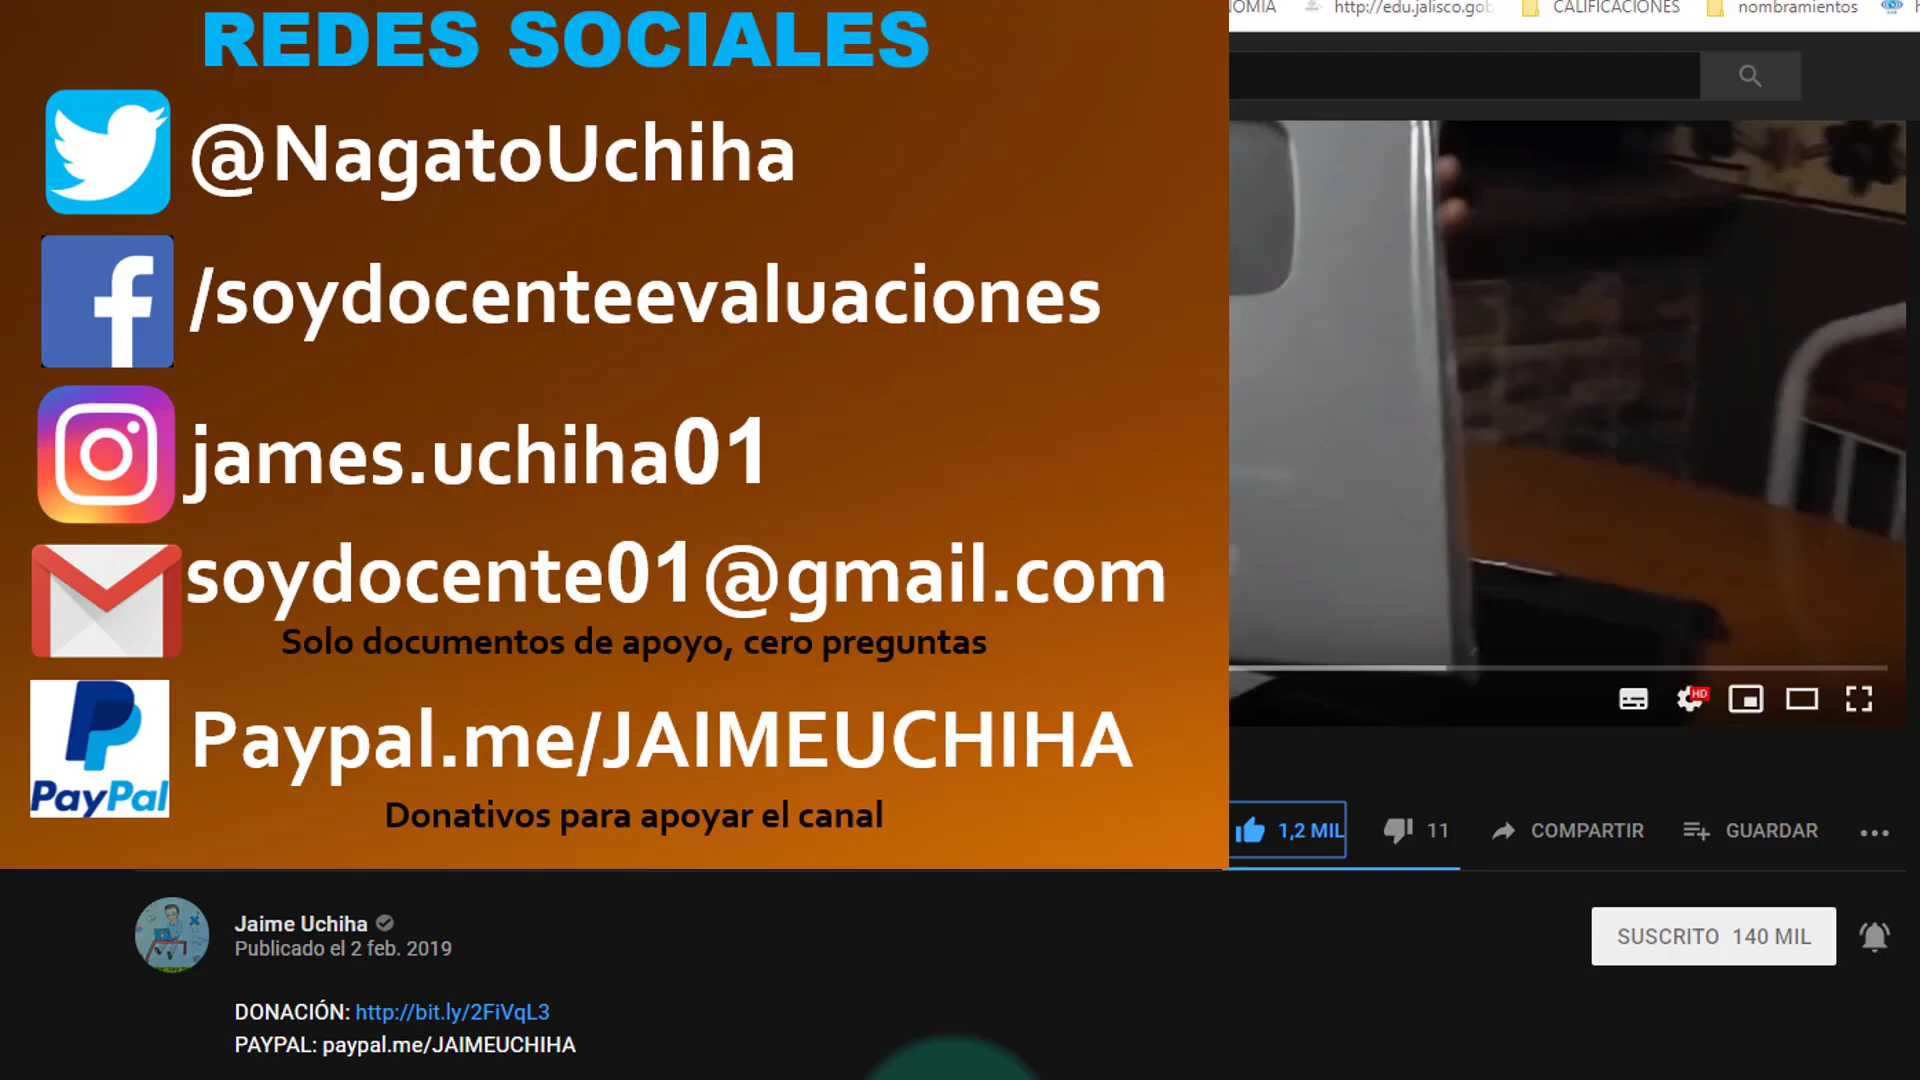 REDES SOCIALES
@NagatoUchiha
/soydocenteevaluaciones
james.uchiha01
soydocente01@gmail.com
Solo documentos de apoyo, cero preguntas
PayPal
Paypal.me/JAIMEUCHIHA
Donativos para apoyar el canal
http://edu.jalisco.gob
CALIFICACIONES
nombramientos
HD
1,2 MIL
11
COMPARTIR
GUARDAR
Jaime Uchiha
Publicado el 2 feb. 2019
SUSCRITO 140 MIL
DONACIÓN: http://bit.ly/2FiVqL3
PAYPAL: paypal.me/JAIMEUCHIHA